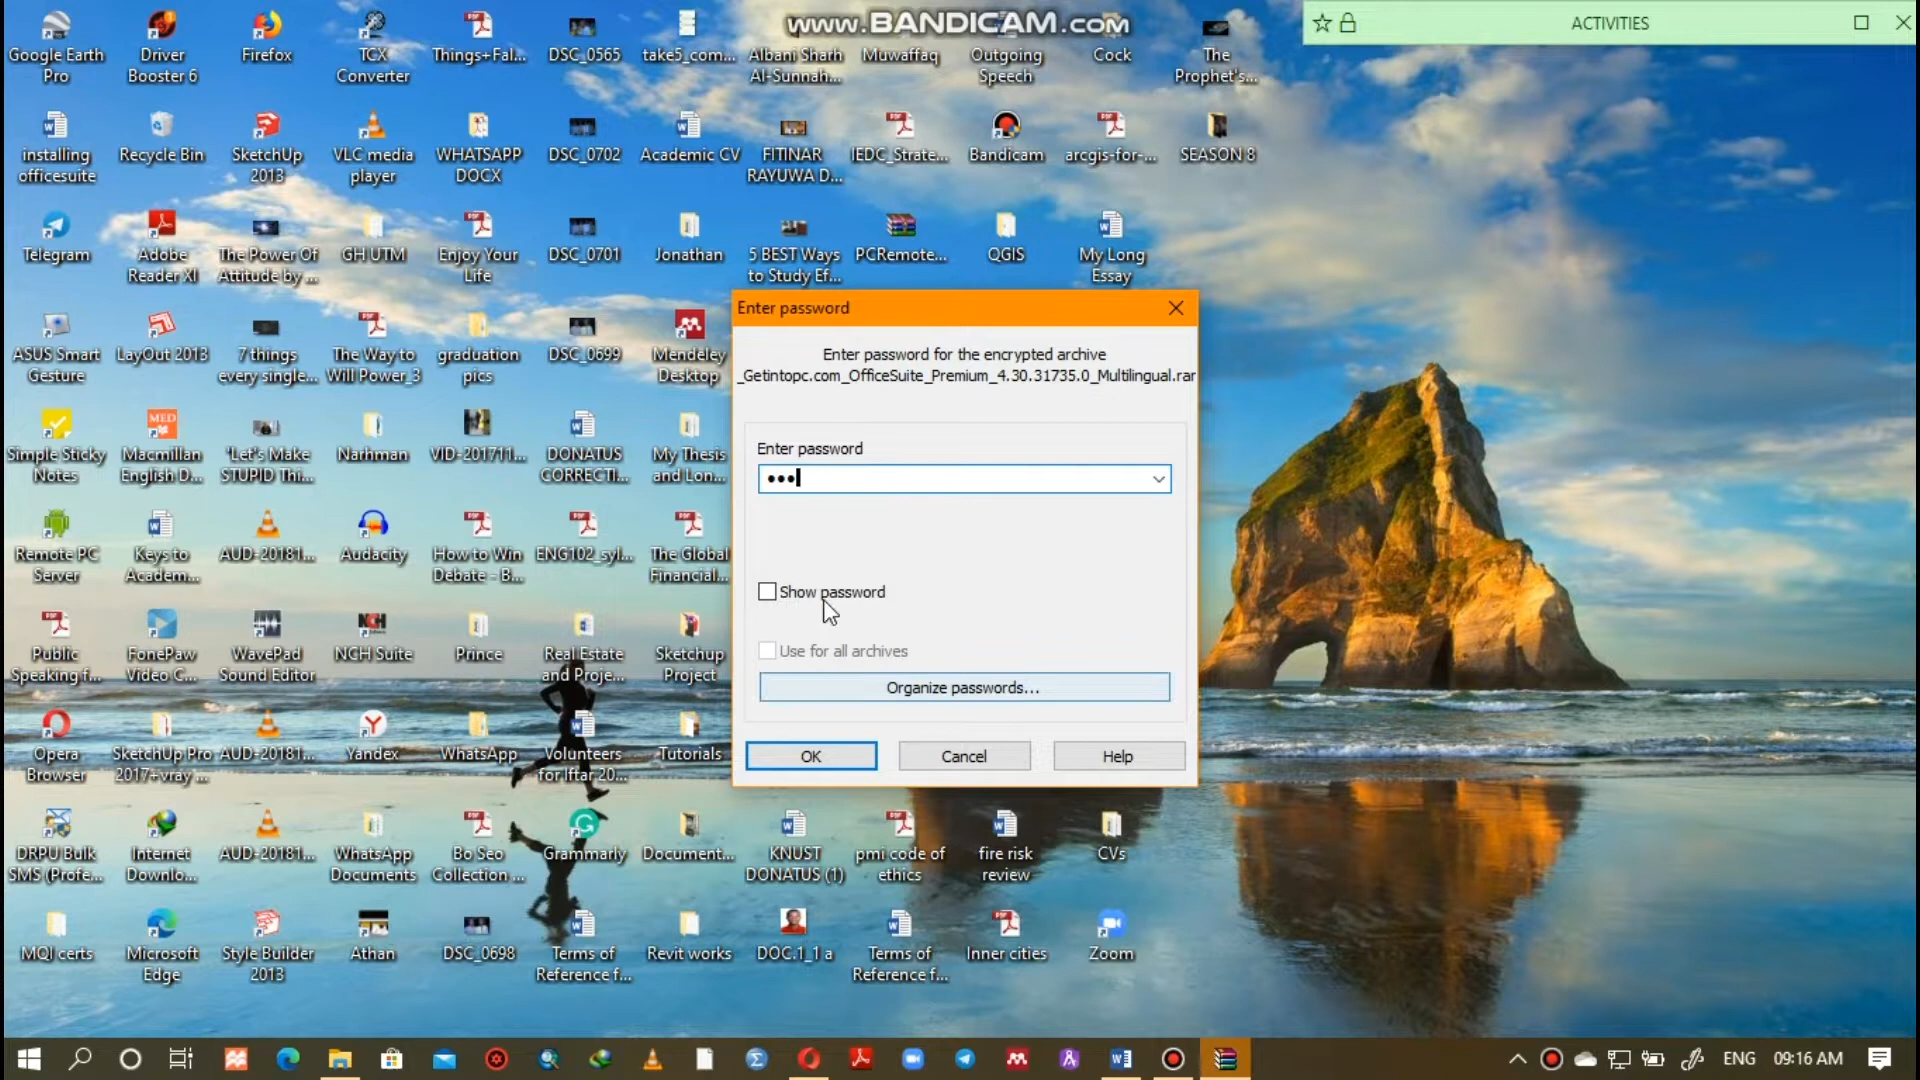 www.BANDICAM.com
ACTIVITIES
Google Earth
Pro
Driver
Booster 6
Firefox
TCX
Converter
Things+Fal...
DSC_0565
take5_com...
Albani Sharh
Al-Sunnah...
Muwaffaq
Outgoing
Speech
Cock
The
Prophet's...
installing
officesuite
Recycle Bin
SketchUp
2013
VLC media
player
WHATSAPP
DOCX
DSC_0702
Academic CV
FITINAR
RAYUWA D...
IEDC_Strate...
Bandicam
arcgis-for-...
SEASON 8
Telegram
Adobe
Reader XI
The Power Of
Attitude by ...
GH UTM
Enjoy Your
Life
DSC_0701
Jonathan
5 BEST Ways
to Study Ef...
PCRemote...
QGIS
My Long
Essay
ASUS Smart
Gesture
LayOut 2013
7 things
every single...
The Way to
Will Power_3
graduation
pics
DSC_0699
Mendeley
Desktop
Simple Sticky
Notes
MED
Macmillan
English D...
'Let's Make
STUPID Thi...
Narhman
VID-201711...
DONATUS
CORRECTI...
My Thesis
and Lon...
Remote PC
Server
Keys to
Academ...
AUD-20181...
Audacity
How to Win
Debate - B...
ENG102_syl...
The Global
Financial...
Public
Speaking f...
FonePaw
Video C...
WavePad
Sound Editor
NCH
NCH Suite
Prince
Real Estate
and Proje...
Sketchup
Project
Opera
Browser
SketchUp Pro
2017+vray ...
AUD-20181...
Yandex
WhatsApp
Volunteers
for Iftar 20...
Tutorials
DRPU Bulk
SMS (Profe...
Internet
Downlo...
AUD-20181...
WhatsApp
Documents
Bo Seo
Collection ...
Grammarly
Document...
KNUST
DONATUS (1)
pmi code of
ethics
fire risk
review
CVs
MQI certs
Microsoft
Edge
Style Builder
2013
Athan
DSC_0698
Terms of
Reference f...
Revit works
DOC.1_1 a
Terms of
Reference f...
Inner cities
Zoom
Enter password
Enter password for the encrypted archive
_Getintopc.com_OfficeSuite_Premium_4.30.31735.0_Multilingual.rar
Enter password
Show password
Use for all archives
Organize passwords...
OK
Cancel
Help
ENG
09:16 AM